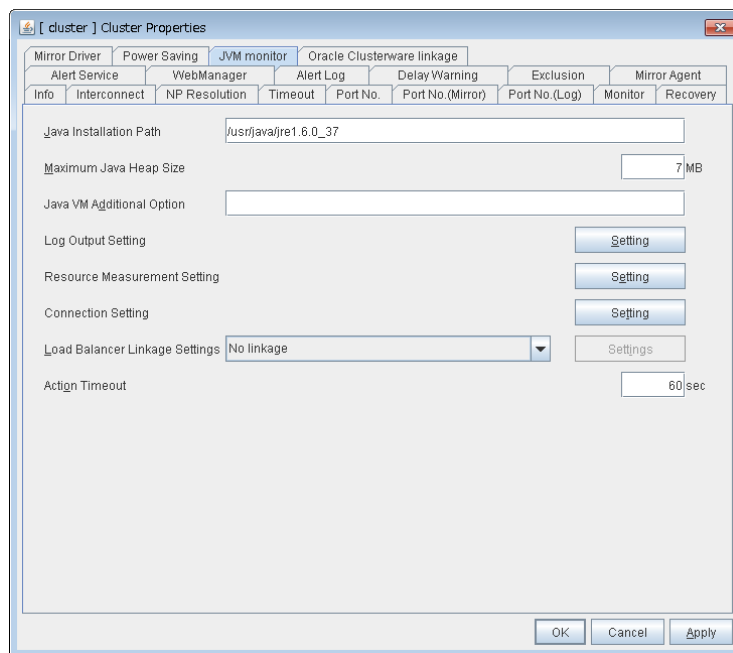 [ cluster ] Cluster Properties
Mirror Driver Power Saving JVM monitor Oracle Clusterware linkage
Alert Service WebManager Alert Log Delay Warning Exclusion Mirror Agent
Info Interconnect NP Resolution Timeout Port No. Port No.(Mirror) Port No.(Log) Monitor Recovery
Java Installation Path /usr/java/jre1.6.0_37
Maximum Java Heap Size 7 MB
Java VM Additional Option
Log Output Setting Setting
Resource Measurement Setting Setting
Connection Setting Setting
Load Balancer Linkage Settings No linkage Settings
Action Timeout 60 sec
OK Cancel Apply